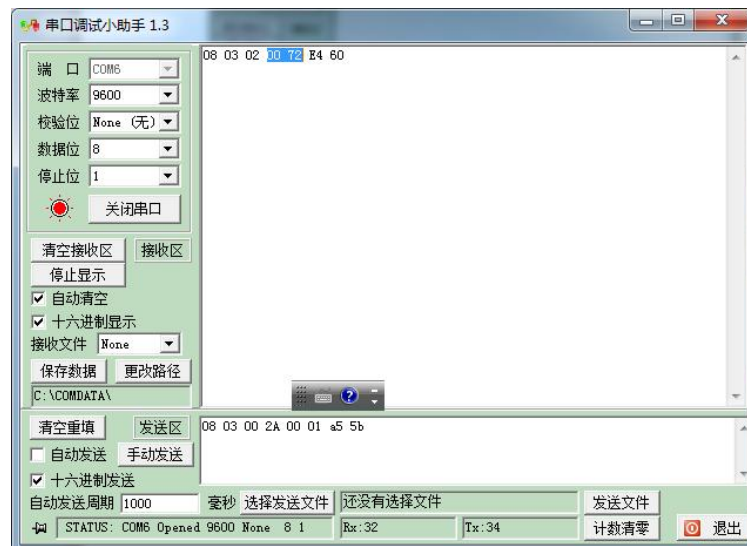 串口调试小助手 1.3
08 03 02 00 72 E4 60
端 口 COM6
波特率 9600
校验位 None (无)
数据位 8
停止位 1
关闭串口
清空接收区 接收区
停止显示
自动清空
十六进制显示
接收文件 None
保存数据 更改路径
C:\COMDATA\
清空重填 发送区 08 03 00 2A 00 01 a5 5b
自动发送 手动发送
十六进制发送
自动发送周期 1000 毫秒 选择发送文件 还没有选择文件 发送文件
STATUS: COM6 Opened 9600 None 8 1 Rx:32 Tx:34 计数清零 退出